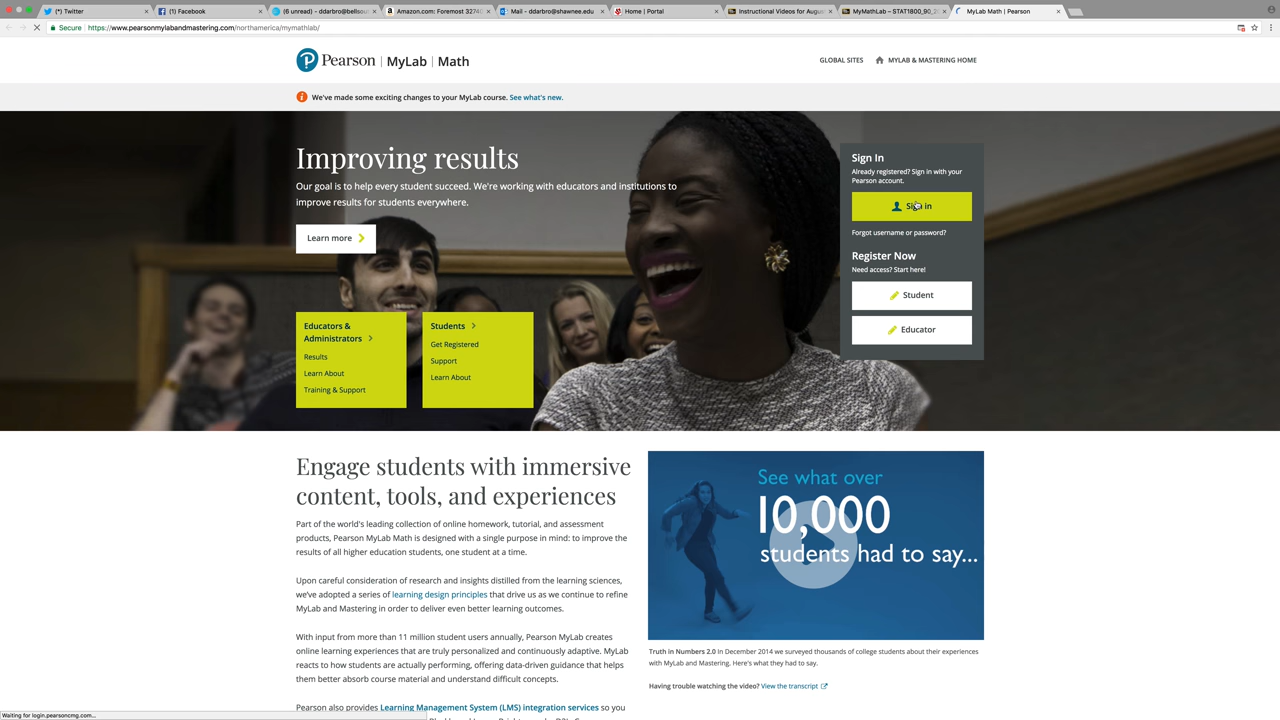 (*) Twitter
(1) Facebook
(6 unread) - ddarbro@bellsou
Amazon.com: Foremost 3274
Mail - ddarbro@shawnee.edu
Home | Portal
Instructional Videos for Augus
MyMathLab – STAT1800_90_2
MyLab Math | Pearson
Secure
https://www.pearsonmylabandmastering.com/northamerica/mymathlab/
Pearson | MyLab | Math
GLOBAL SITES
MYLAB & MASTERING HOME
We've made some exciting changes to your MyLab course. See what's new.
Improving results
Our goal is to help every student succeed. We're working with educators and institutions to
improve results for students everywhere.
Learn more
Educators &
Administrators
Results
Learn About
Training & Support
Students
Get Registered
Support
Learn About
Sign In
Already registered? Sign in with your
Pearson account.
Sign in
Forgot username or password?
Register Now
Need access? Start here!
Student
Educator
Engage students with immersive
content, tools, and experiences
Part of the world's leading collection of online homework, tutorial, and assessment
products, Pearson MyLab Math is designed with a single purpose in mind: to improve the
results of all higher education students, one student at a time.
Upon careful consideration of research and insights distilled from the learning sciences,
we've adopted a series of learning design principles that drive us as we continue to refine
MyLab and Mastering in order to deliver even better learning outcomes.
With input from more than 11 million student users annually, Pearson MyLab creates
online learning experiences that are truly personalized and continuously adaptive. MyLab
reacts to how students are actually performing, offering data-driven guidance that helps
them better absorb course material and understand difficult concepts.
Pearson also provides Learning Management System (LMS) integration services so you
See what over
10,000
students had to say...
Truth in Numbers 2.0 In December 2014 we surveyed thousands of college students about their experiences
with MyLab and Mastering. Here's what they had to say.
Having trouble watching the video? View the transcript
Waiting for login.pearsoncmg.com...